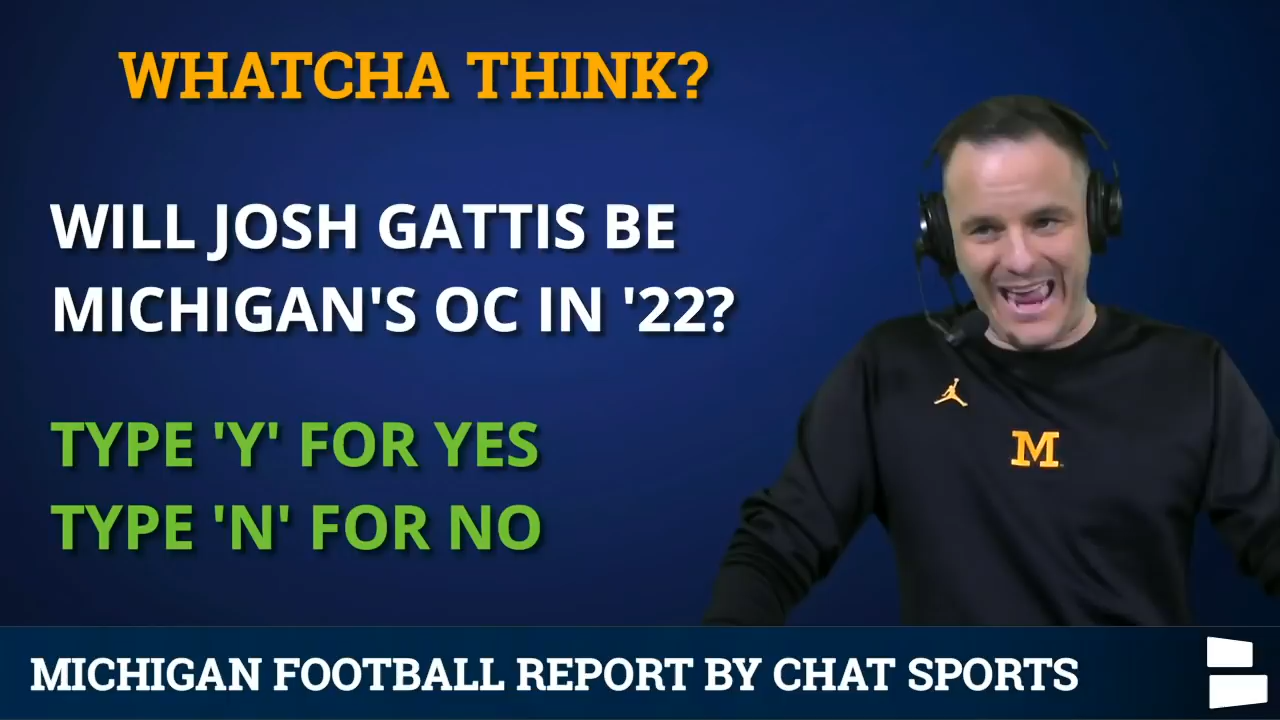 WHATCHA THINK?
WILL JOSH GATTIS BE
MICHIGAN'S OC IN '22?
TYPE 'Y' FOR YES
TYPE 'N' FOR NO
M
MICHIGAN FOOTBALL REPORT BY CHAT SPORTS